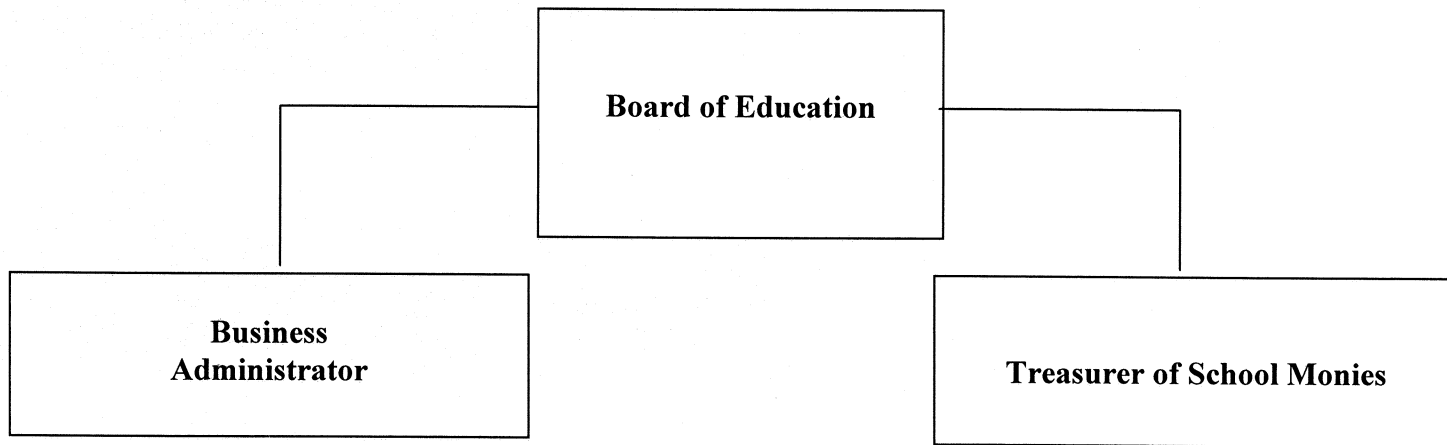 Board of Education
Business
Administrator
Treasurer of School Monies